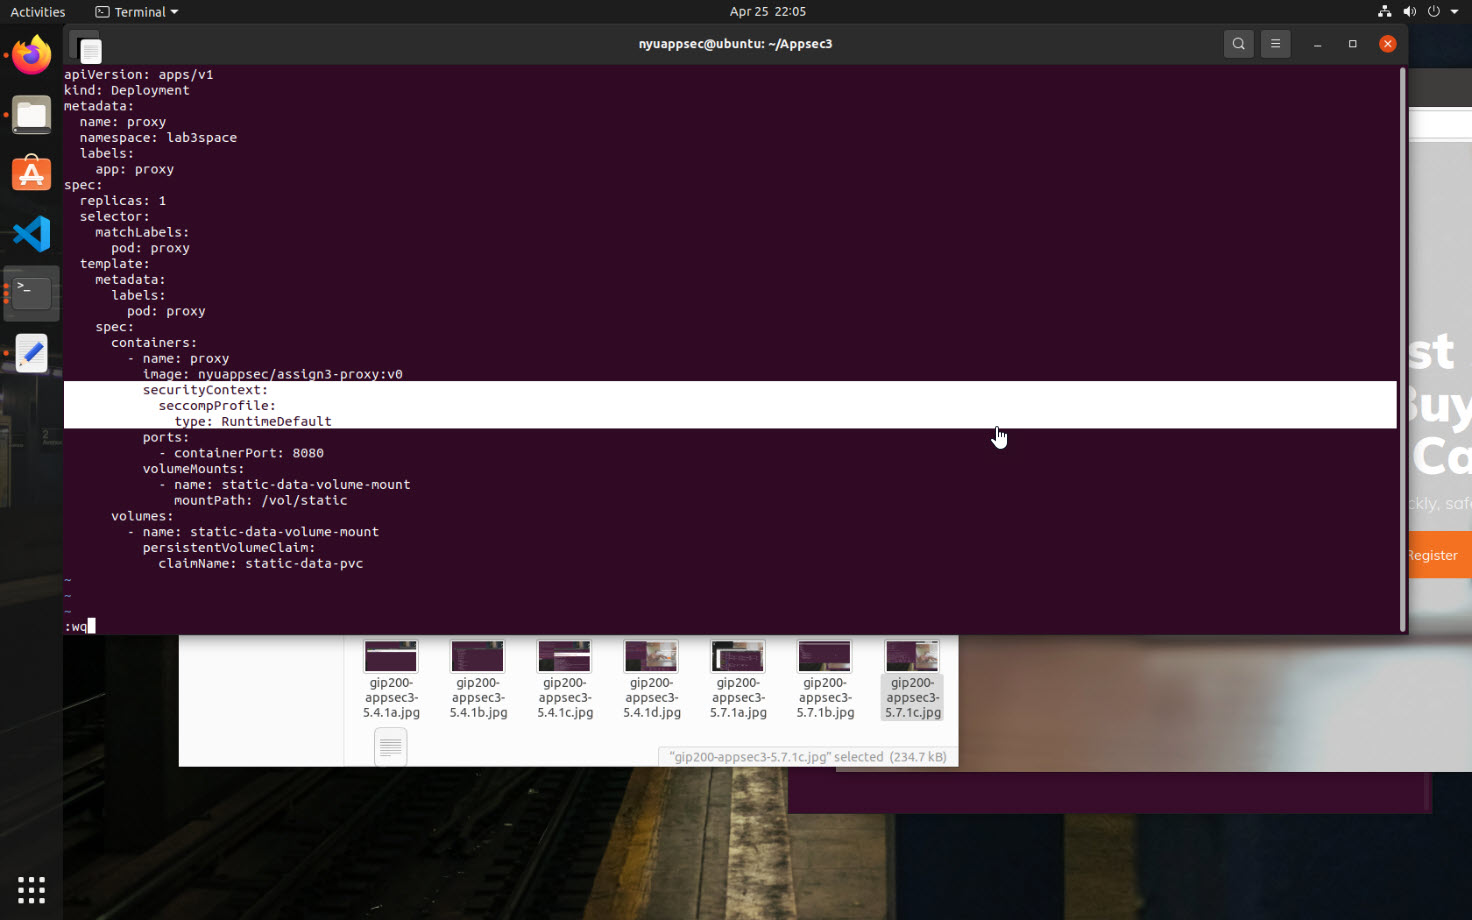 Activities
Terminal
Apr 25 22:05
nyuappsec@ubuntu: ~/Appsec3
apiVersion: apps/v1
kind: Deployment
metadata:
  name: proxy
  namespace: lab3space
  labels:
    app: proxy
spec:
  replicas: 1
  selector:
    matchLabels:
      pod: proxy
  template:
    metadata:
      labels:
        pod: proxy
    spec:
      containers:
        - name: proxy
          image: nyuappsec/assign3-proxy:v0
          securityContext:
            seccompProfile:
              type: RuntimeDefault
          ports:
            - containerPort: 8080
          volumeMounts:
            - name: static-data-volume-mount
              mountPath: /vol/static
      volumes:
        - name: static-data-volume-mount
          persistentVolumeClaim:
            claimName: static-data-pvc
~
~
~
:wq
st
Buy
Ca
ckly, safe
Register
gip200-appsec3-5.4.1a.jpg
gip200-appsec3-5.4.1b.jpg
gip200-appsec3-5.4.1c.jpg
gip200-appsec3-5.4.1d.jpg
gip200-appsec3-5.7.1a.jpg
gip200-appsec3-5.7.1b.jpg
gip200-appsec3-5.7.1c.jpg
"gip200-appsec3-5.7.1c.jpg" selected (234.7 kB)